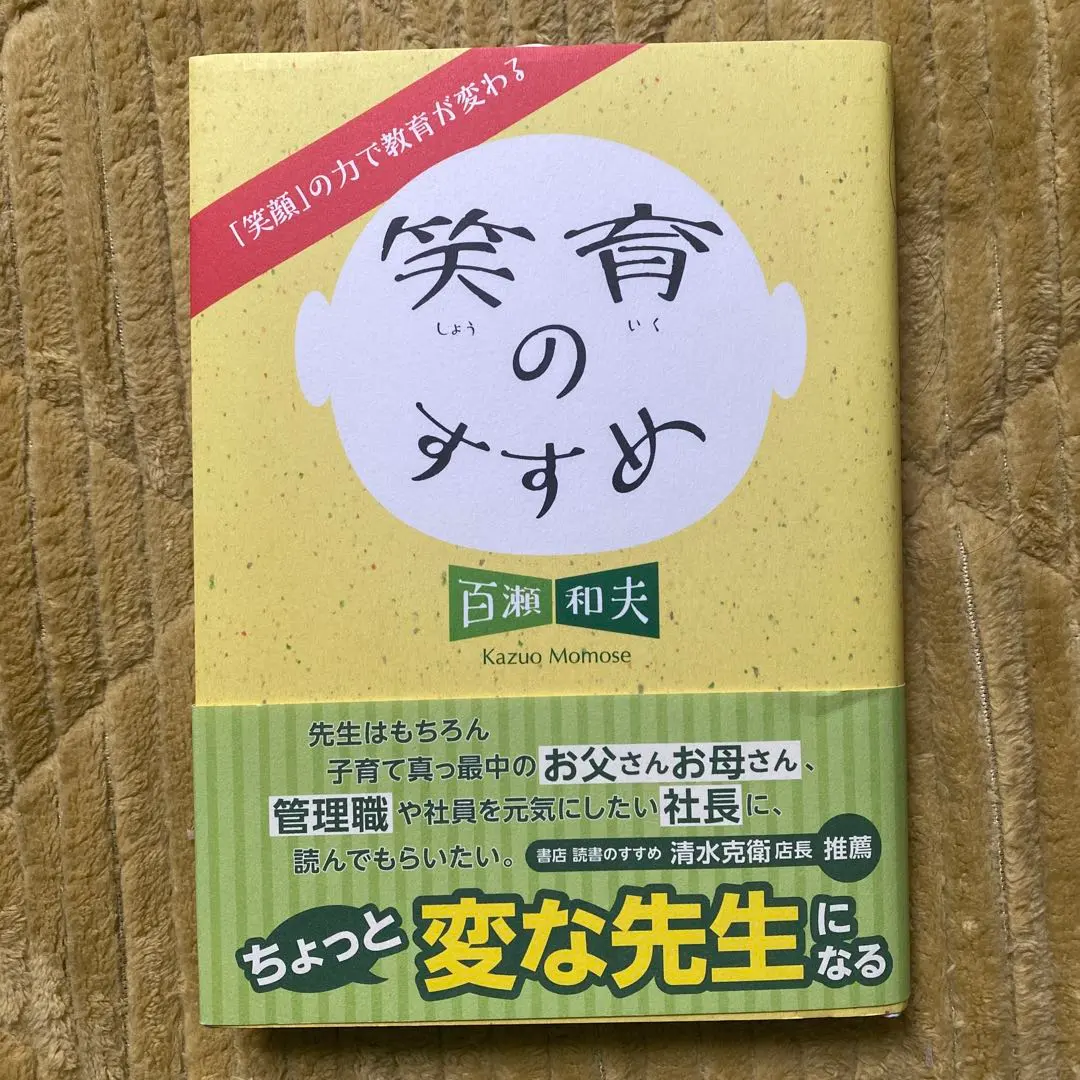 「笑顔」の力で教育が変わる
笑育
しょう いく
の
すすめ
百瀬 和夫
Kazuo Momose
先生はもちろん
子育て真っ最中のお父さんお母さん、
管理職や社員を元気にしたい社長に、
読んでもらいたい。 書店 読書のすすめ 清水克衛店長 推薦
ちょっと変な先生になる